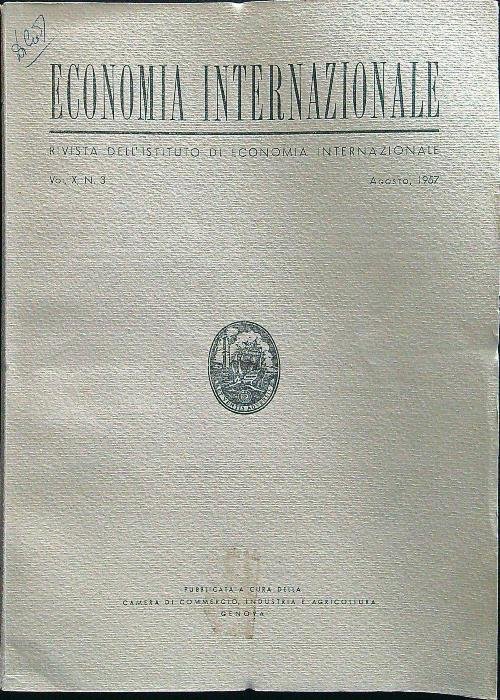 ECONOMIA INTERNAZIONALE
RIVISTA DELL'ISTITUTO DI ECONOMIA INTERNAZIONALE
VOL. X, N. 3
AGOSTO, 1957
PUBBLICATA A CURA DELLA
CAMERA DI COMMERCIO, INDUSTRIA E AGRICOLTURA
GENOVA